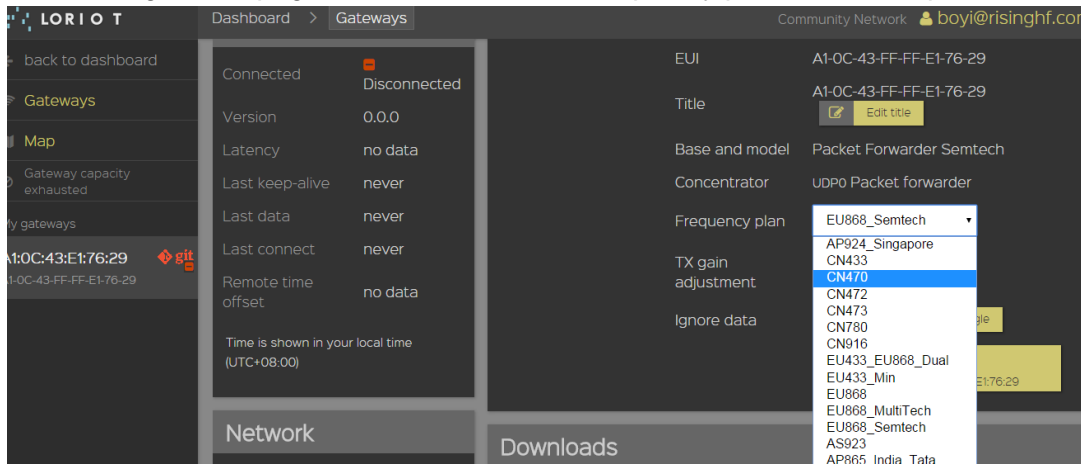 LORIOT
Dashboard > Gateways
Community Network boyi@risinghf.com
back to dashboard
Gateways
Map
Gateway capacity
exhausted
My gateways
A1:0C:43:E1:76:29 git
A1-0C-43-FF-FF-E1-76-29
Connected Disconnected
Version 0.0.0
Latency no data
Last keep-alive never
Last data never
Last connect never
Remote time
offset no data
Time is shown in your local time
(UTC+08:00)
Network
EUI A1-0C-43-FF-FF-E1-76-29
Title A1-0C-43-FF-FF-E1-76-29
Edit title
Base and model Packet Forwarder Semtech
Concentrator UDP0 Packet forwarder
Frequency plan EU868_Semtech
TX gain
adjustment
Ignore data
AP924_Singapore
CN433
CN470
CN472
CN473
CN780
CN916
EU433_EU868_Dual
EU433_Min
EU868
EU868_MultiTech
EU868_Semtech
AS923
AP865_India_Tata
E1:76:29
Downloads